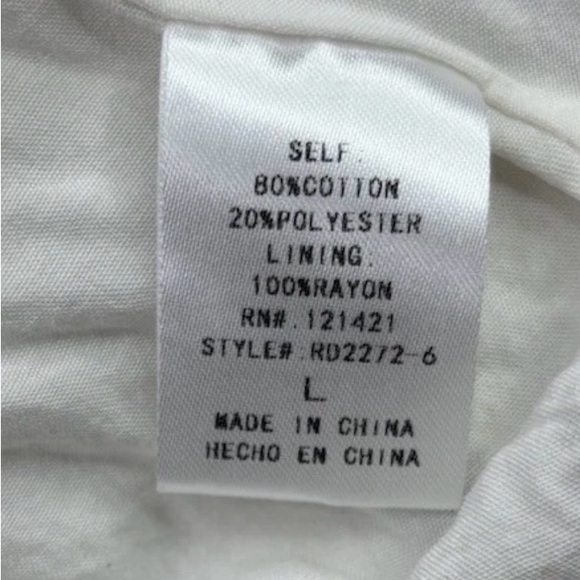 SELF:
80%COTTON
20%POLYESTER
LINING:
100%RAYON
RN#:121421
STYLE#:RD2272-6
L
MADE IN CHINA
HECHO EN CHINA